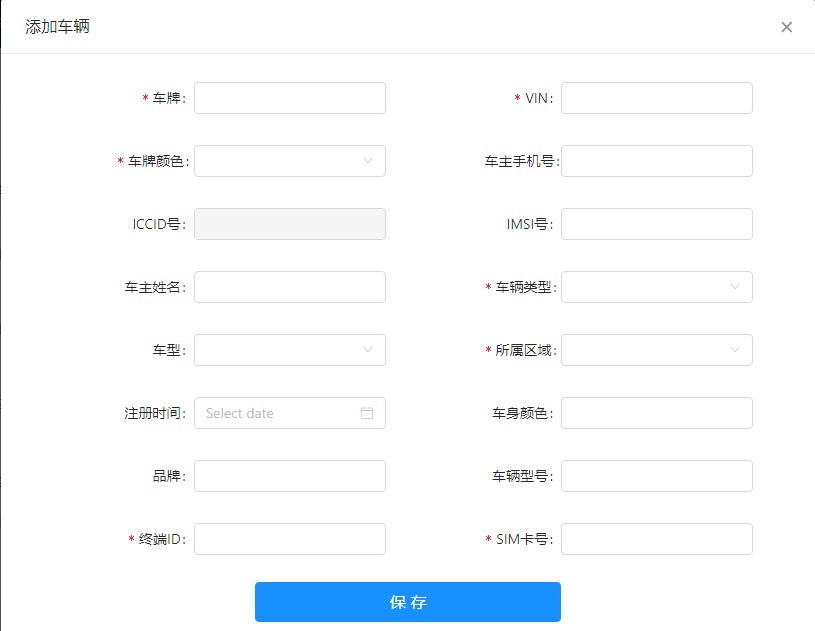 添加车辆
* 车牌: * VIN:
* 车牌颜色: 车主手机号:
ICCID号: IMSI号:
车主姓名: * 车辆类型:
车型: * 所属区域:
注册时间: Select date 车身颜色:
品牌: 车辆型号:
* 终端ID: * SIM卡号:
保 存